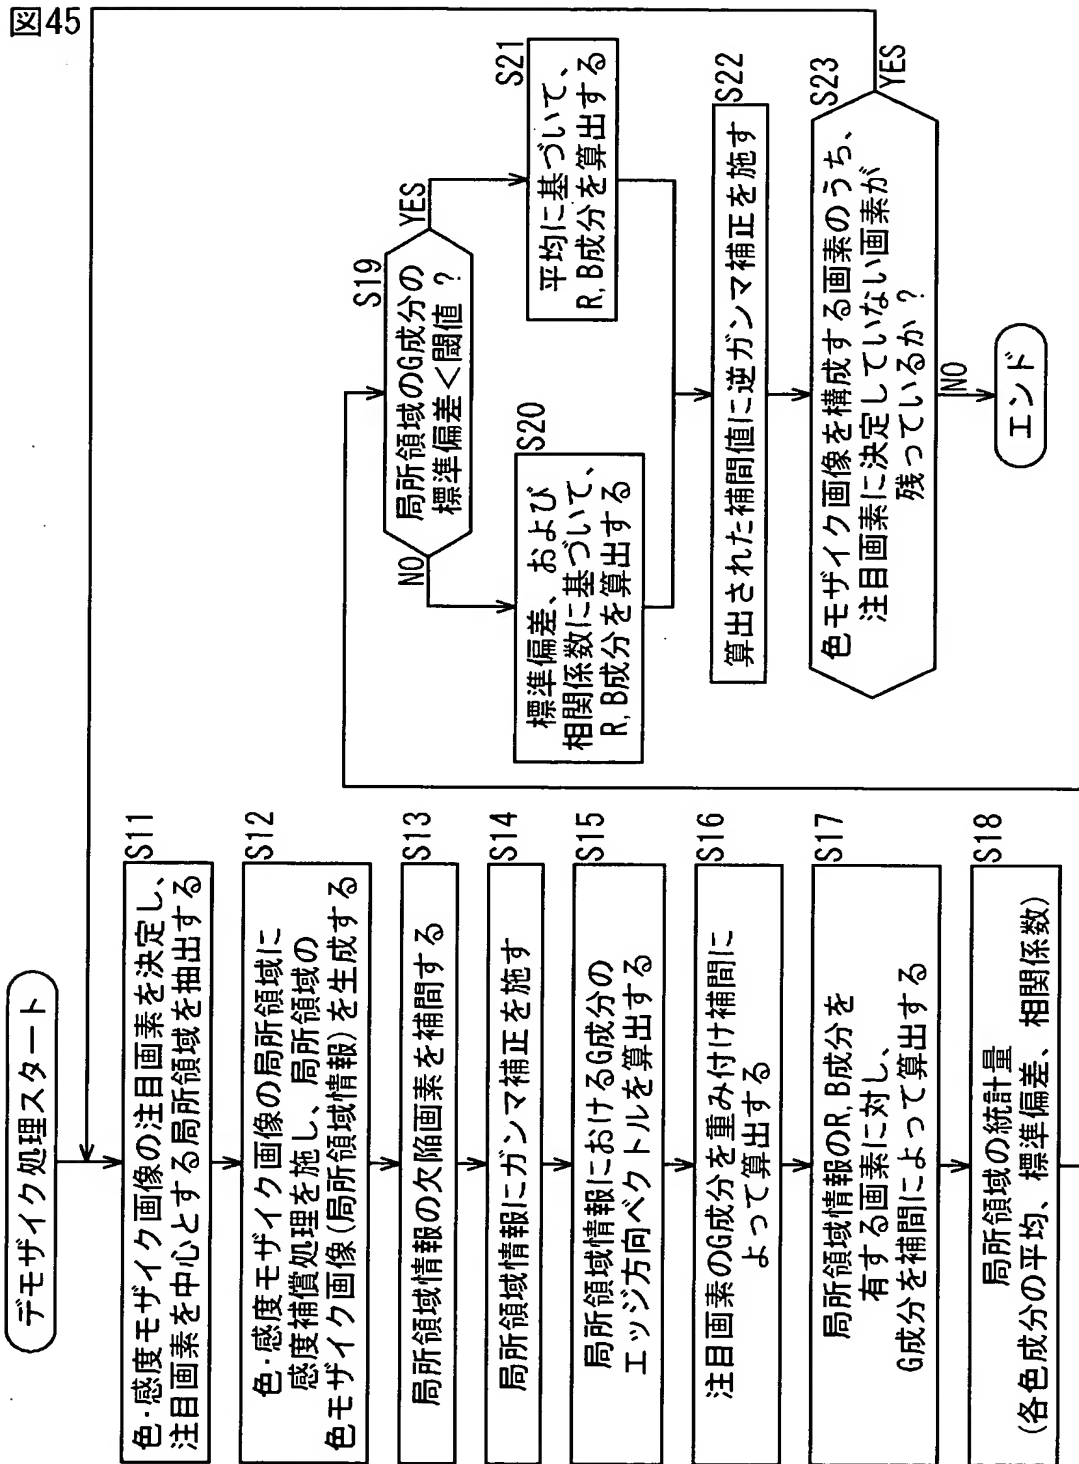 図45
デモザイク処理スタート
S11
色・感度モザイク画像の注目画素を決定し、
注目画素を中心とする局所領域を抽出する
S12
色・感度モザイク画像の局所領域に
感度補償処理を施し、局所領域の
色モザイク画像(局所領域情報)を生成する
S13
局所領域情報の欠陥画素を補間する
S14
局所領域情報にガンマ補正を施す
S15
局所領域情報におけるG成分の
エッジ方向ベクトルを算出する
S16
注目画素のG成分を重み付け補間に
よって算出する
S17
局所領域情報のR,B成分を
有する画素に対し、
G成分を補間によって算出する
S18
局所領域の統計量
(各色成分の平均、標準偏差、相関係数)
S19
局所領域のG成分の
標準偏差<閾値?
NO
YES
S20
標準偏差、および
相関係数に基づいて、
R,B成分を算出する
S21
平均に基づいて、
R,B成分を算出する
S22
算出された補間値に逆ガンマ補正を施す
S23
色モザイク画像を構成する画素のうち、
注目画素に決定していない画素が
残っているか?
YES
NO
エンド